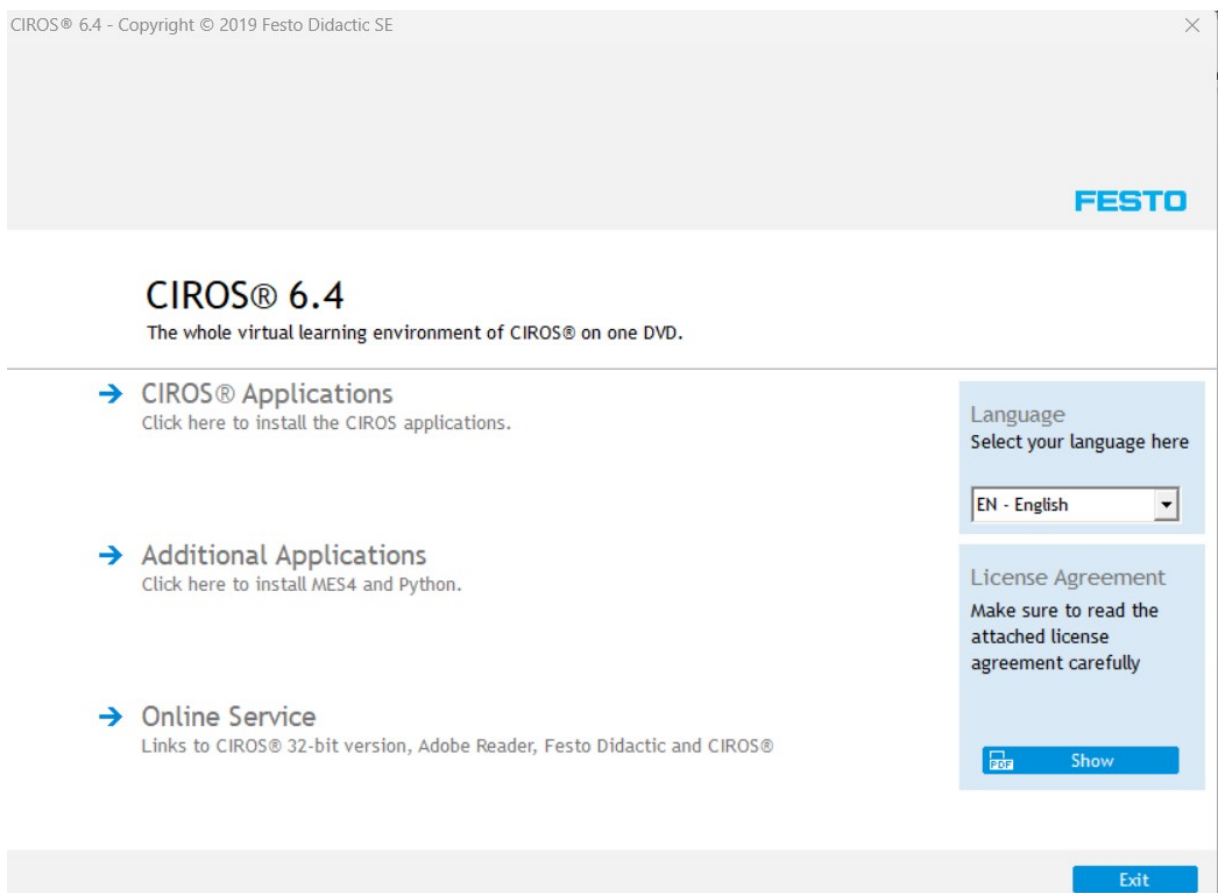 CIROS® 6.4 - Copyright © 2019 Festo Didactic SE
FESTO
CIROS® 6.4
The whole virtual learning environment of CIROS® on one DVD.
CIROS® Applications
Click here to install the CIROS applications.
Additional Applications
Click here to install MES4 and Python.
Online Service
Links to CIROS® 32-bit version, Adobe Reader, Festo Didactic and CIROS®
Language
Select your language here
EN - English
License Agreement
Make sure to read the
attached license
agreement carefully
PDF Show
Exit